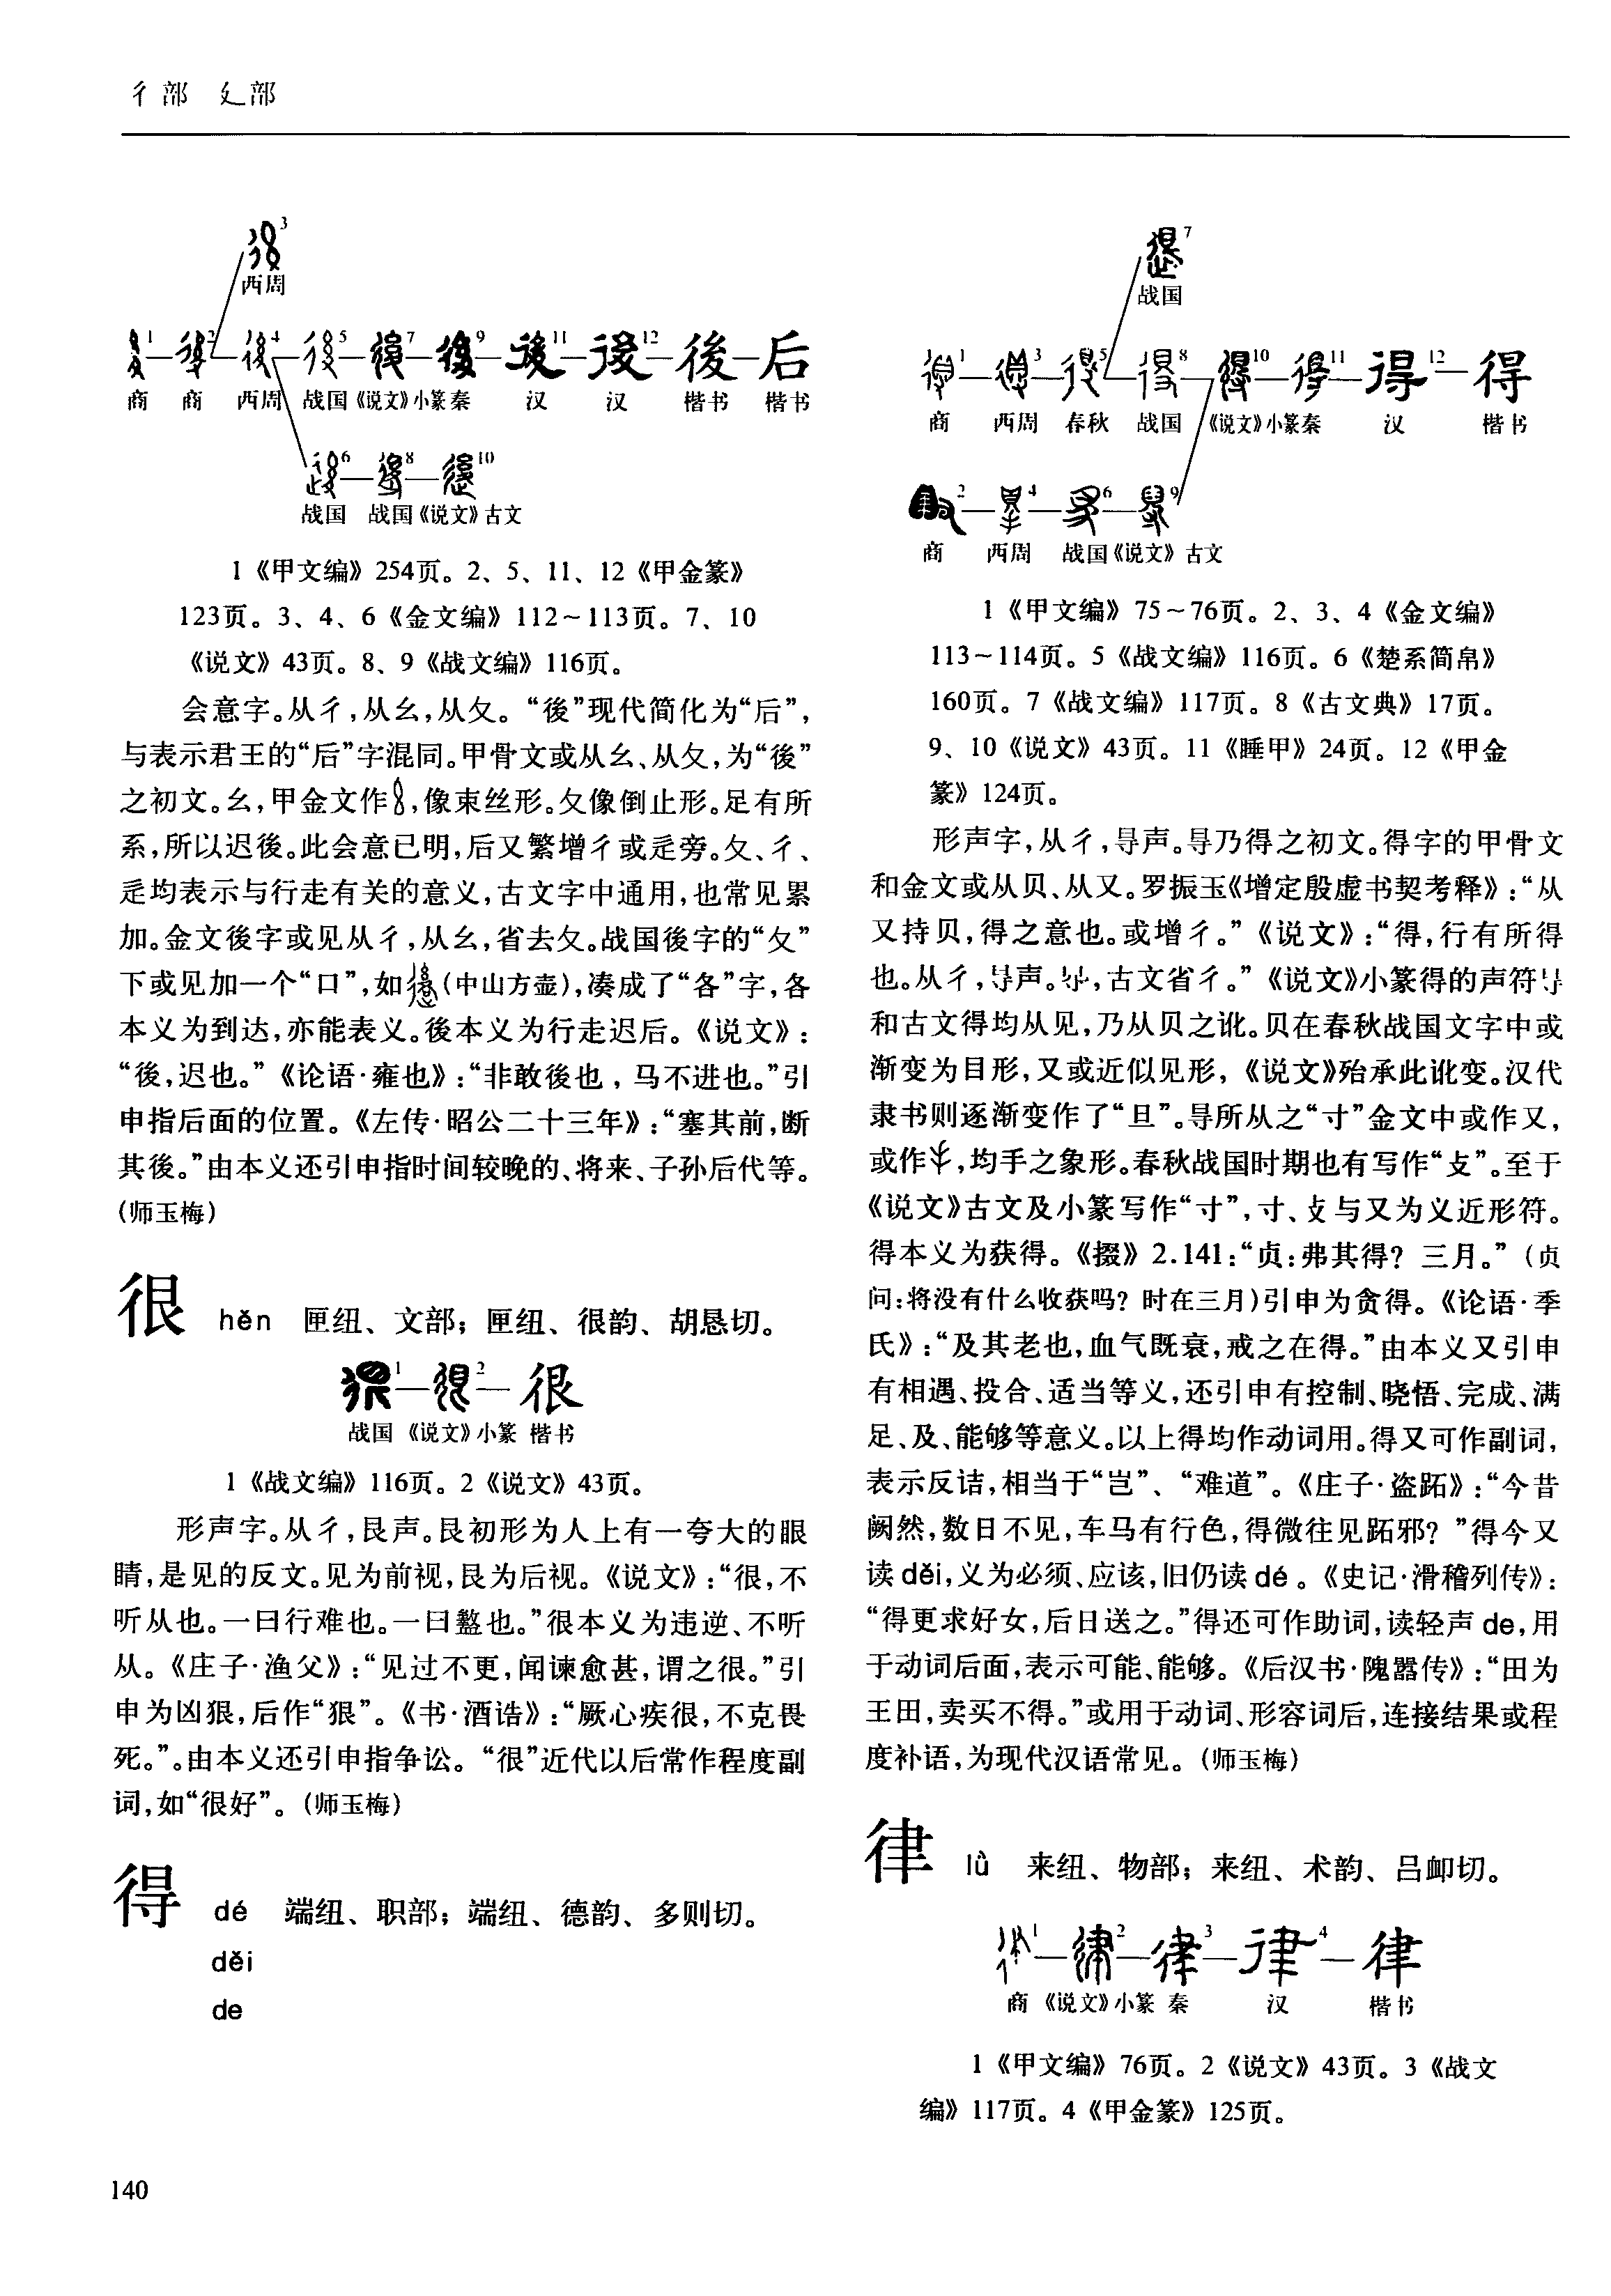 彳部 廴部
3
西周
1 2 4 5 7 9 11 12 後 后
商 商 西周 战国《说文》小篆秦 汉 汉 楷书 楷书
6 8 10
战国 战国《说文》古文
1《甲文编》254页。2、5、11、12《甲金篆》
123页。3、4、6《金文编》112~113页。7、10
《说文》43页。8、9《战文编》116页。
会意字。从彳,从幺,从夂。“後”现代简化为“后”,
与表示君王的“后”字混同。甲骨文或从幺、从夂,为“後”
之初文。幺,甲金文作,像束丝形。夂像倒止形。足有所
系,所以迟後。此会意已明,后又繁增彳或辵旁。夂、彳、
辵均表示与行走有关的意义,古文字中通用,也常见累
加。金文後字或见从彳,从幺,省去夂。战国後字的“夂”
下或见加一个“口”,如(中山方壶),凑成了“各”字,各
本义为到达,亦能表义。後本义为行走迟后。《说文》:
“後,迟也。”《论语·雍也》:“非敢後也,马不进也。”引
申指后面的位置。《左传·昭公二十三年》:“塞其前,断
其後。”由本义还引申指时间较晚的、将来、子孙后代等。
(师玉梅)
很 hěn 匣纽、文部;匣纽、很韵、胡恳切。
1 2 很
战国《说文》小篆 楷书
1《战文编》116页。2《说文》43页。
形声字。从彳,艮声。艮初形为人上有一夸大的眼
睛,是见的反文。见为前视,艮为后视。《说文》:“很,不
听从也。一曰行难也。一曰盭也。”很本义为违逆、不听
从。《庄子·渔父》:“见过不更,闻谏愈甚,谓之很。”引
申为凶狠,后作“狠”。《书·酒诰》:“厥心疾很,不克畏
死。”。由本义还引申指争讼。“很”近代以后常作程度副
词,如“很好”。(师玉梅)
得 dé 端纽、职部;端纽、德韵、多则切。
děi
de
7
战国
1 3 5 8 10 11 12 得
商 西周 春秋 战国 《说文》小篆秦 汉 楷书
2 4 6 9
商 西周 战国《说文》古文
1《甲文编》75~76页。2、3、4《金文编》
113~114页。5《战文编》116页。6《楚系简帛》
160页。7《战文编》117页。8《古文典》17页。
9、10《说文》43页。11《睡甲》24页。12《甲金
篆》124页。
形声字,从彳,㝵声。㝵乃得之初文。得字的甲骨文
和金文或从贝、从又。罗振玉《增定殷虚书契考释》:“从
又持贝,得之意也。或增彳。”《说文》:“得,行有所得
也。从彳,㝵声。㝵,古文省彳。”《说文》小篆得的声符㝵
和古文得均从见,乃从贝之讹。贝在春秋战国文字中或
渐变为目形,又或近似见形,《说文》殆承此讹变。汉代
隶书则逐渐变作了“旦”。㝵所从之“寸”金文中或作又,
或作,均手之象形。春秋战国时期也有写作“攴”。至于
《说文》古文及小篆写作“寸”,寸、攴与又为义近形符。
得本义为获得。《掇》2.141:“贞:弗其得?三月。”(贞
问:将没有什么收获吗?时在三月)引申为贪得。《论语·季
氏》:“及其老也,血气既衰,戒之在得。”由本义又引申
有相遇、投合、适当等义,还引申有控制、晓悟、完成、满
足、及、能够等意义。以上得均作动词用。得又可作副词,
表示反诘,相当于“岂”、“难道”。《庄子·盗跖》:“今昔
阙然,数日不见,车马有行色,得微往见跖邪?”得今又
读děi,义为必须、应该,旧仍读dé。《史记·滑稽列传》:
“得更求好女,后日送之。”得还可作助词,读轻声de,用
于动词后面,表示可能、能够。《后汉书·隗嚣传》:“田为
王田,卖买不得。”或用于动词、形容词后,连接结果或程
度补语,为现代汉语常见。(师玉梅)
律 lǜ 来纽、物部;来纽、术韵、吕卹切。
1 2 3 4 律
商《说文》小篆 秦 汉 楷书
1《甲文编》76页。2《说文》43页。3《战文
编》117页。4《甲金篆》125页。
140